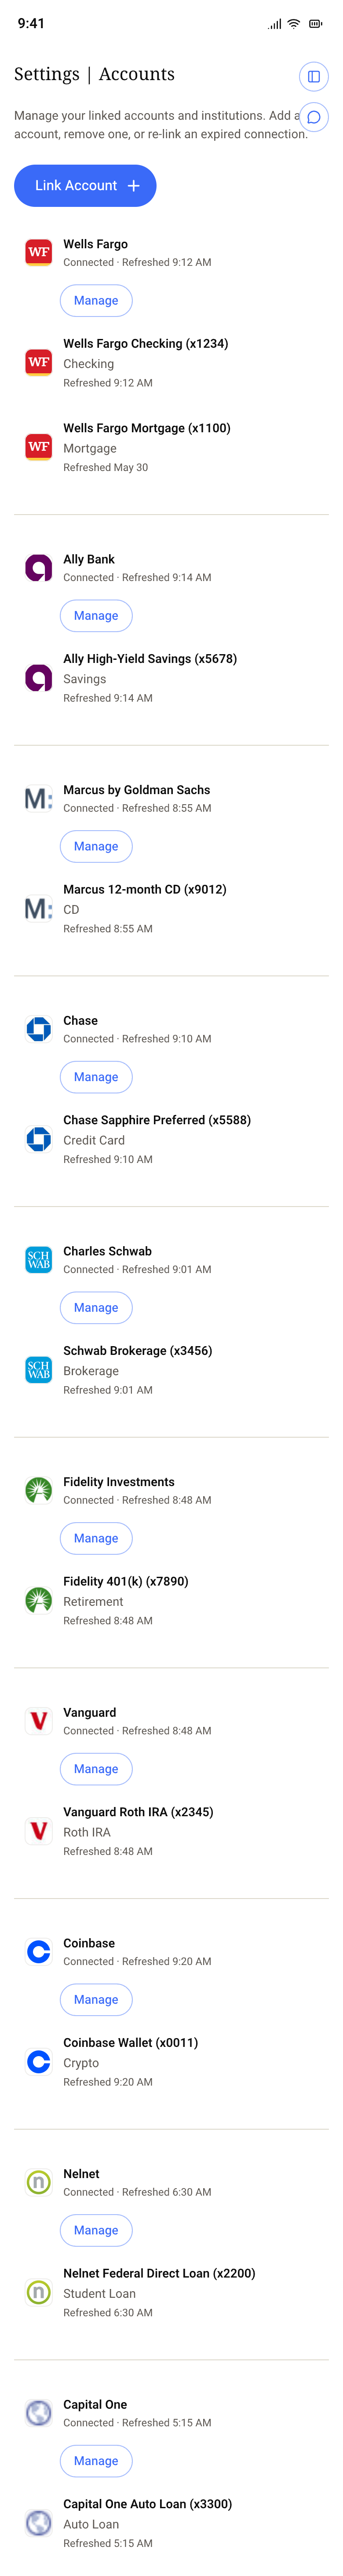 9:41
Settings | Accounts
Manage your linked accounts and institutions. Add a
account, remove one, or re-link an expired connection.
Link Account
WF
Wells Fargo
Connected · Refreshed 9:12 AM
Manage
WF
Wells Fargo Checking (x1234)
Checking
Refreshed 9:12 AM
WF
Wells Fargo Mortgage (x1100)
Mortgage
Refreshed May 30
Ally Bank
Connected · Refreshed 9:14 AM
Manage
Ally High-Yield Savings (x5678)
Savings
Refreshed 9:14 AM
M:
Marcus by Goldman Sachs
Connected · Refreshed 8:55 AM
Manage
M:
Marcus 12-month CD (x9012)
CD
Refreshed 8:55 AM
Chase
Connected · Refreshed 9:10 AM
Manage
Chase Sapphire Preferred (x5588)
Credit Card
Refreshed 9:10 AM
SCH
WAB
Charles Schwab
Connected · Refreshed 9:01 AM
Manage
SCH
WAB
Schwab Brokerage (x3456)
Brokerage
Refreshed 9:01 AM
Fidelity Investments
Connected · Refreshed 8:48 AM
Manage
Fidelity 401(k) (x7890)
Retirement
Refreshed 8:48 AM
V
Vanguard
Connected · Refreshed 8:48 AM
Manage
V
Vanguard Roth IRA (x2345)
Roth IRA
Refreshed 8:48 AM
Coinbase
Connected · Refreshed 9:20 AM
Manage
Coinbase Wallet (x0011)
Crypto
Refreshed 9:20 AM
n
Nelnet
Connected · Refreshed 6:30 AM
Manage
n
Nelnet Federal Direct Loan (x2200)
Student Loan
Refreshed 6:30 AM
Capital One
Connected · Refreshed 5:15 AM
Manage
Capital One Auto Loan (x3300)
Auto Loan
Refreshed 5:15 AM